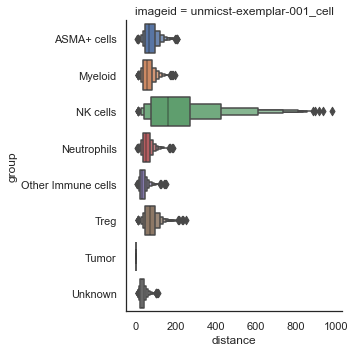 imageid = unmicst-exemplar-001_cell
ASMA+ cells
Myeloid
NK cells
Neutrophils
group
Other Immune cells
Treg
Tumor
Unknown
0 200 400 600 800 1000
distance